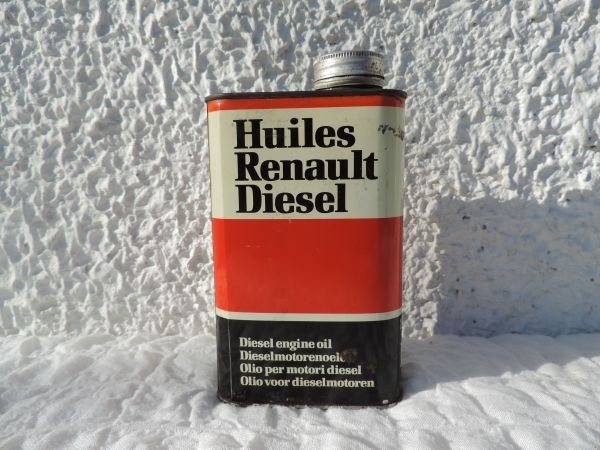 Huiles
Renault
Diesel
Diesel engine oil
Dieselmotorenoel
Olio per motori diesel
Olio voor dieselmotoren